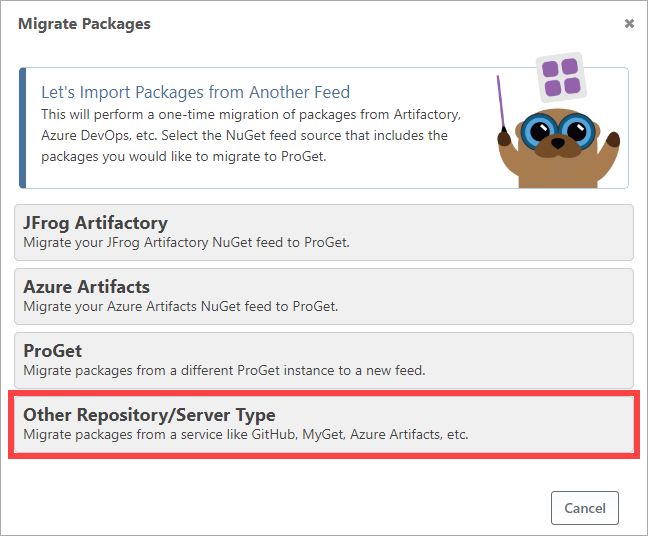 Migrate Packages
Let's Import Packages from Another Feed
This will perform a one-time migration of packages from Artifactory,
Azure DevOps, etc. Select the NuGet feed source that includes the
packages you would like to migrate to ProGet.
JFrog Artifactory
Migrate your JFrog Artifactory NuGet feed to ProGet.
Azure Artifacts
Migrate your Azure Artifacts NuGet feed to ProGet.
ProGet
Migrate packages from a different ProGet instance to a new feed.
Other Repository/Server Type
Migrate packages from a service like GitHub, MyGet, Azure Artifacts, etc.
Cancel